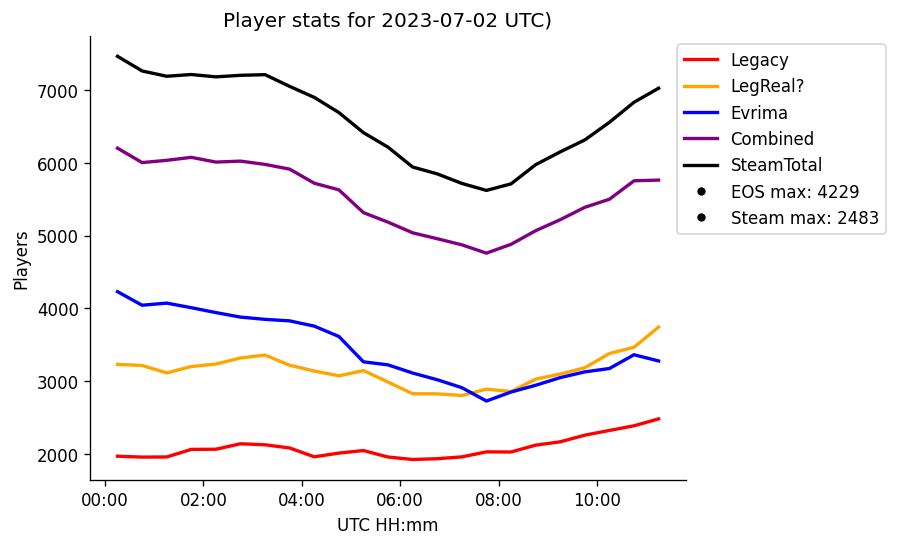 Player stats for 2023-07-02 UTC)
Legacy
LegReal?
Evrima
Combined
SteamTotal
EOS max: 4229
Steam max: 2483
Players
7000
6000
5000
4000
3000
2000
00:00 02:00 04:00 06:00 08:00 10:00
UTC HH:mm